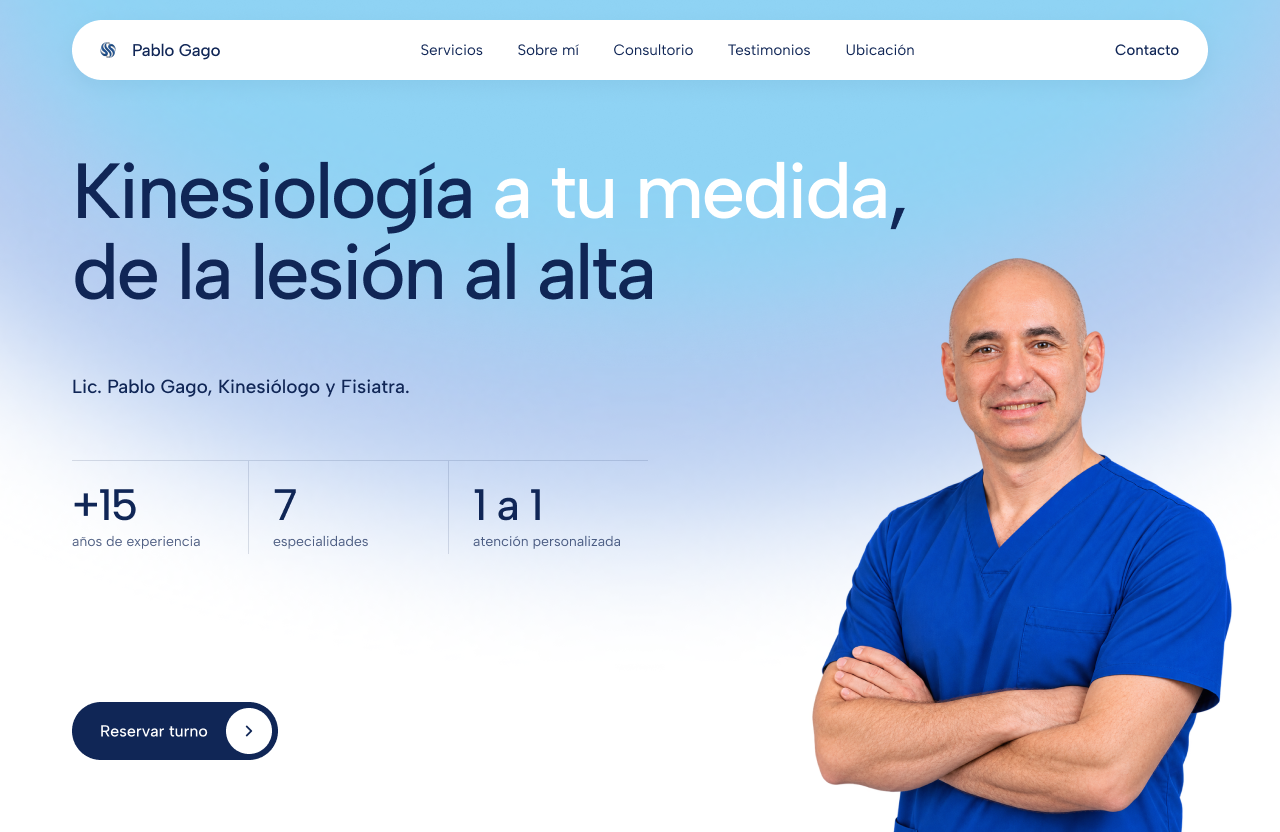 Pablo Gago
Servicios
Sobre mí
Consultorio
Testimonios
Ubicación
Contacto
Kinesiología a tu medida,
de la lesión al alta
Lic. Pablo Gago, Kinesiólogo y Fisiatra.
+15
años de experiencia
7
especialidades
1 a 1
atención personalizada
Reservar turno